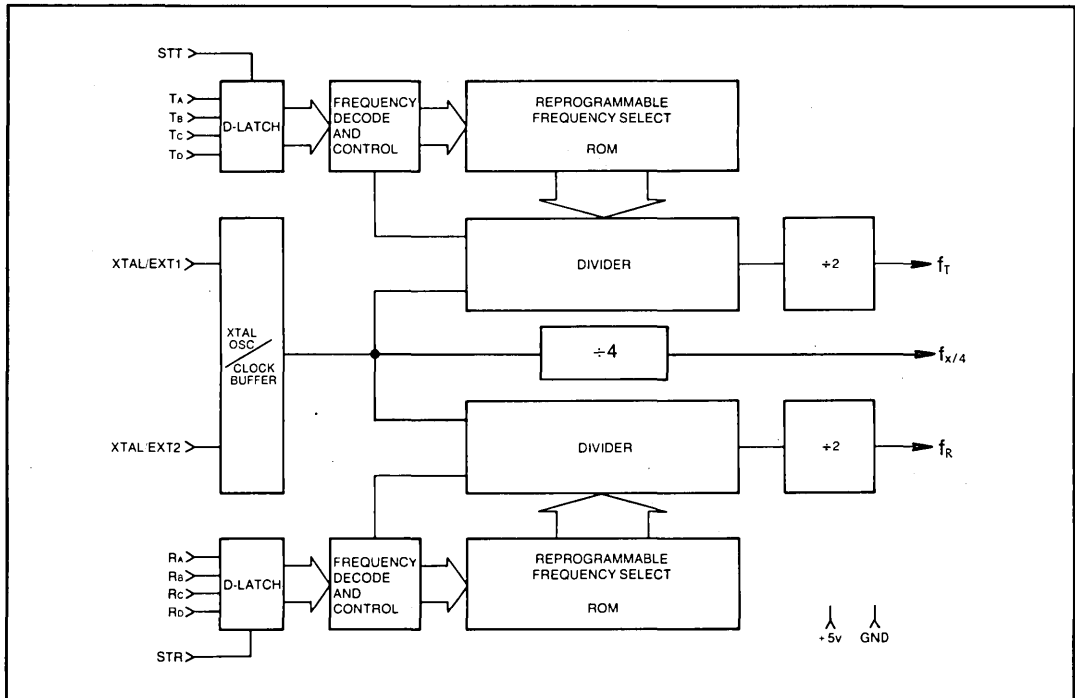 STT
TA
TB
TC
TD
D-LATCH
FREQUENCY
DECODE
AND
CONTROL
REPROGRAMMABLE
FREQUENCY SELECT
ROM
XTAL/EXT1
XTAL
OSC
CLOCK
BUFFER
DIVIDER
÷2
fT
÷4
fx/4
XTAL/EXT2
DIVIDER
÷2
fR
RA
RB
RC
RD
D-LATCH
FREQUENCY
DECODE
AND
CONTROL
REPROGRAMMABLE
FREQUENCY SELECT
ROM
STR
+5v GND